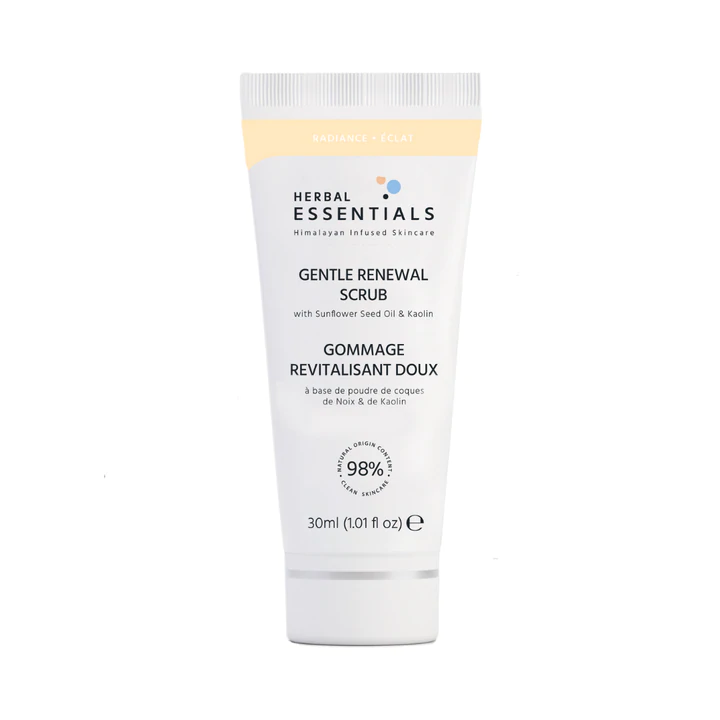 RADIANCE • ÉCLAT
HERBAL
ESSENTIALS
Himalayan Infused Skincare
GENTLE RENEWAL
SCRUB
with Sunflower Seed Oil & Kaolin
GOMMAGE
REVITALISANT DOUX
à base de poudre de coques
de Noix & de Kaolin
• NATURAL ORIGIN CONTENT •
98%
CLEAN SKINCARE
30ml (1.01 fl oz) ℮